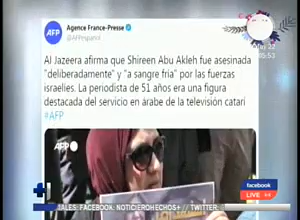 AFP
Agence France-Presse
@AFPespanol
Al Jazeera afirma que Shireen Abu Akleh fue asesinada
"deliberadamente" y "a sangre fría" por las fuerzas
israelíes. La periodista de 51 años era una figura
destacada del servicio en árabe de la televisión catarí
#AFP
AFP
facebook
LIVE
facebook
IALES: FACEBOOK: NOTICIEROHECHOS+ // TWITTER: